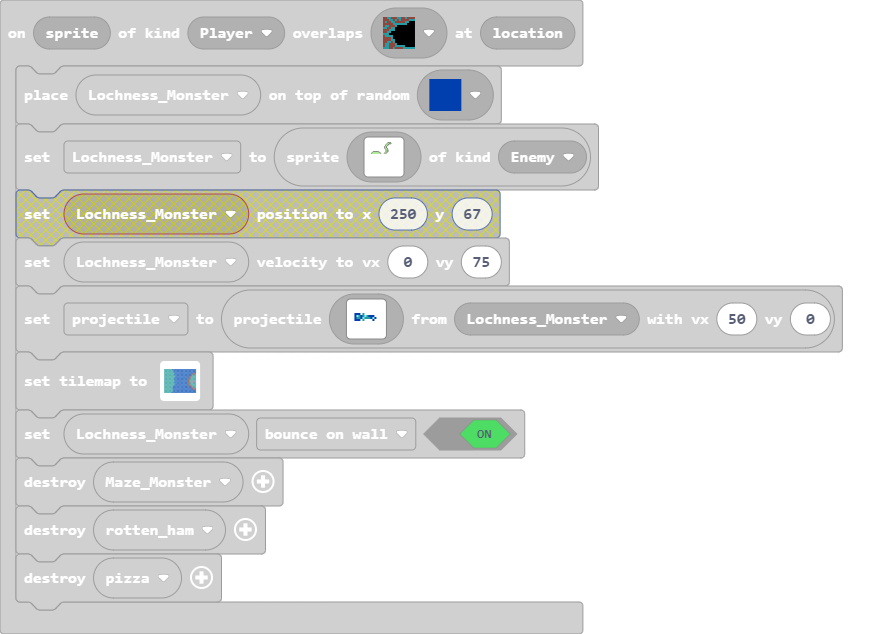 on sprite of kind Player overlaps at location
place Lochness_Monster on top of random
set Lochness_Monster to sprite of kind Enemy
set Lochness_Monster position to x 250 y 67
set Lochness_Monster velocity to vx 0 vy 75
set projectile to projectile from Lochness_Monster with vx 50 vy 0
set tilemap to
set Lochness_Monster bounce on wall ON
destroy Maze_Monster
destroy rotten_ham
destroy pizza